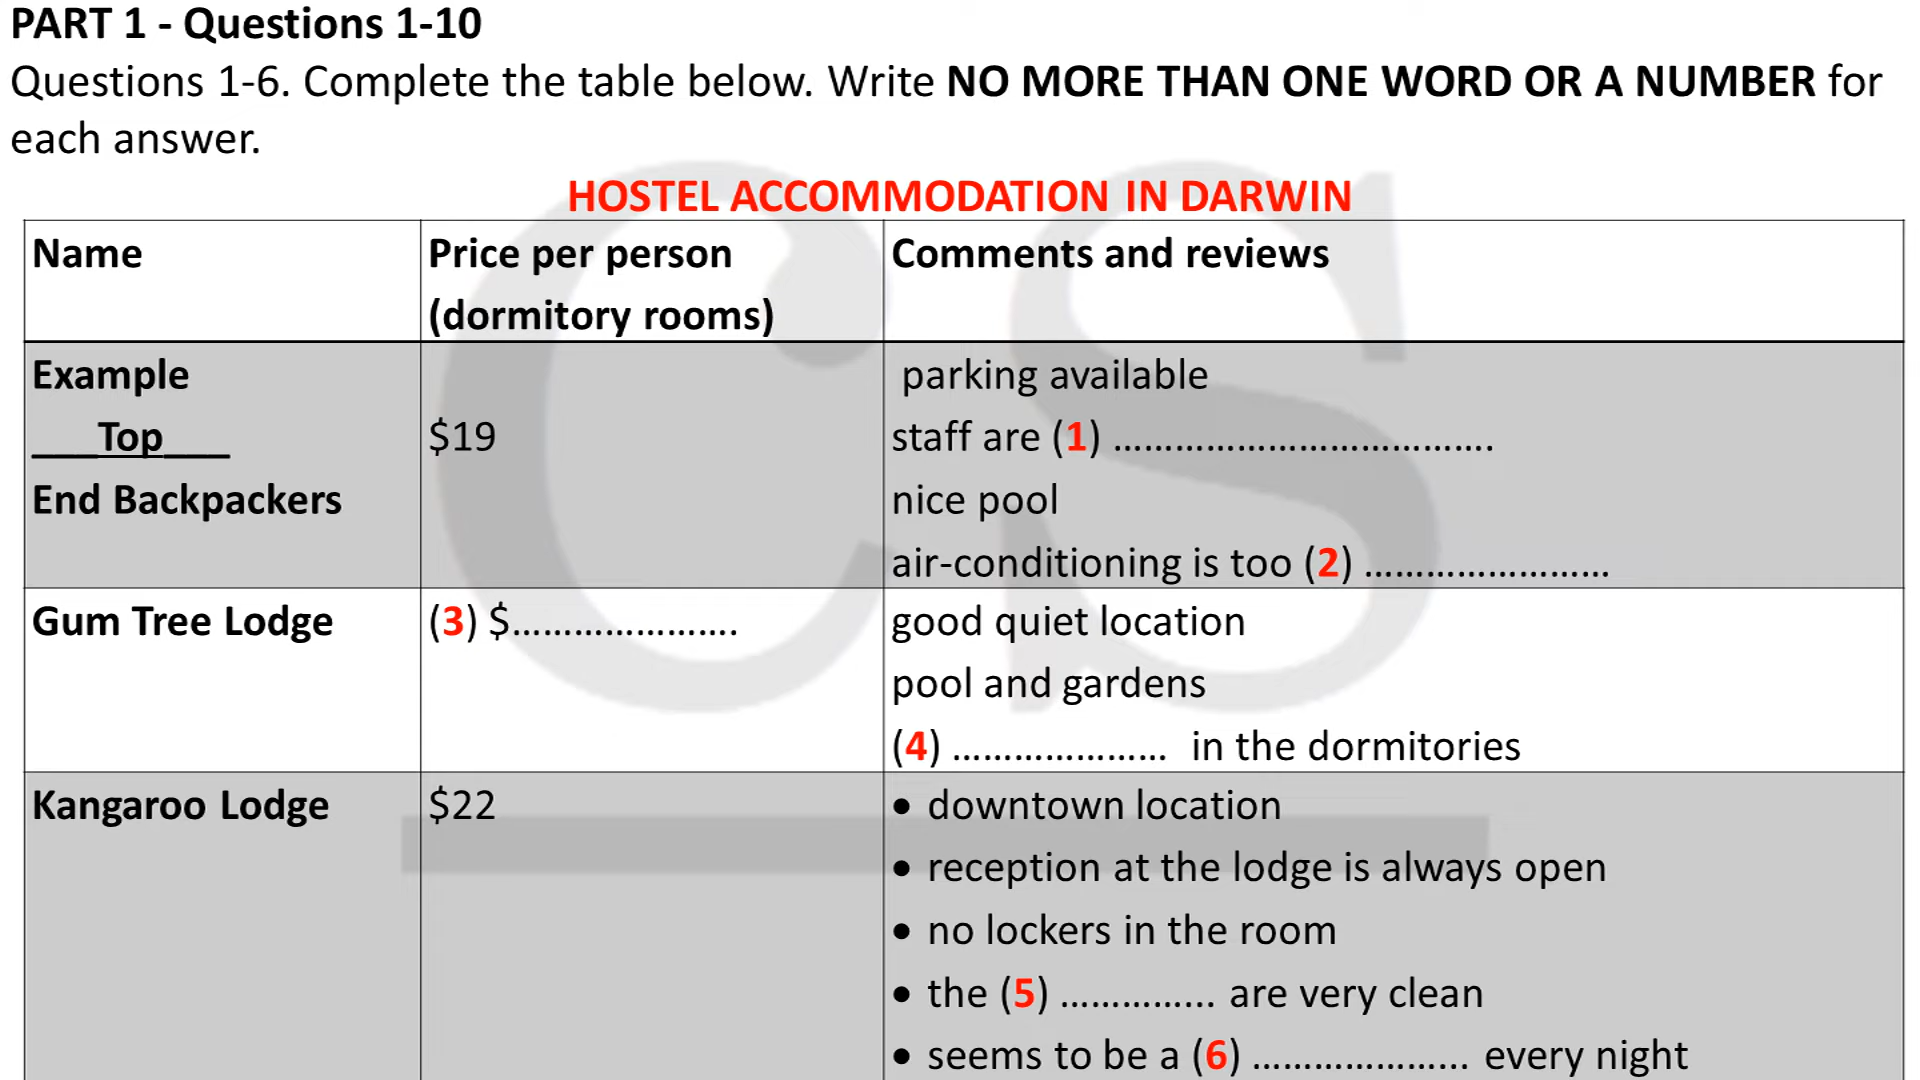 PART 1 - Questions 1-10
Questions 1-6. Complete the table below. Write NO MORE THAN ONE WORD OR A NUMBER for
each answer.
HOSTEL ACCOMMODATION IN DARWIN
Name
Price per person
(dormitory rooms)
Comments and reviews
Example
___Top___
End Backpackers
$19
parking available
staff are (1) ……………………………….
nice pool
air-conditioning is too (2) ……………………
Gum Tree Lodge
(3) $………………….
good quiet location
pool and gardens
(4) ………………… in the dormitories
Kangaroo Lodge
$22
• downtown location
• reception at the lodge is always open
• no lockers in the room
• the (5) …………... are very clean
• seems to be a (6) ………………... every night
CS